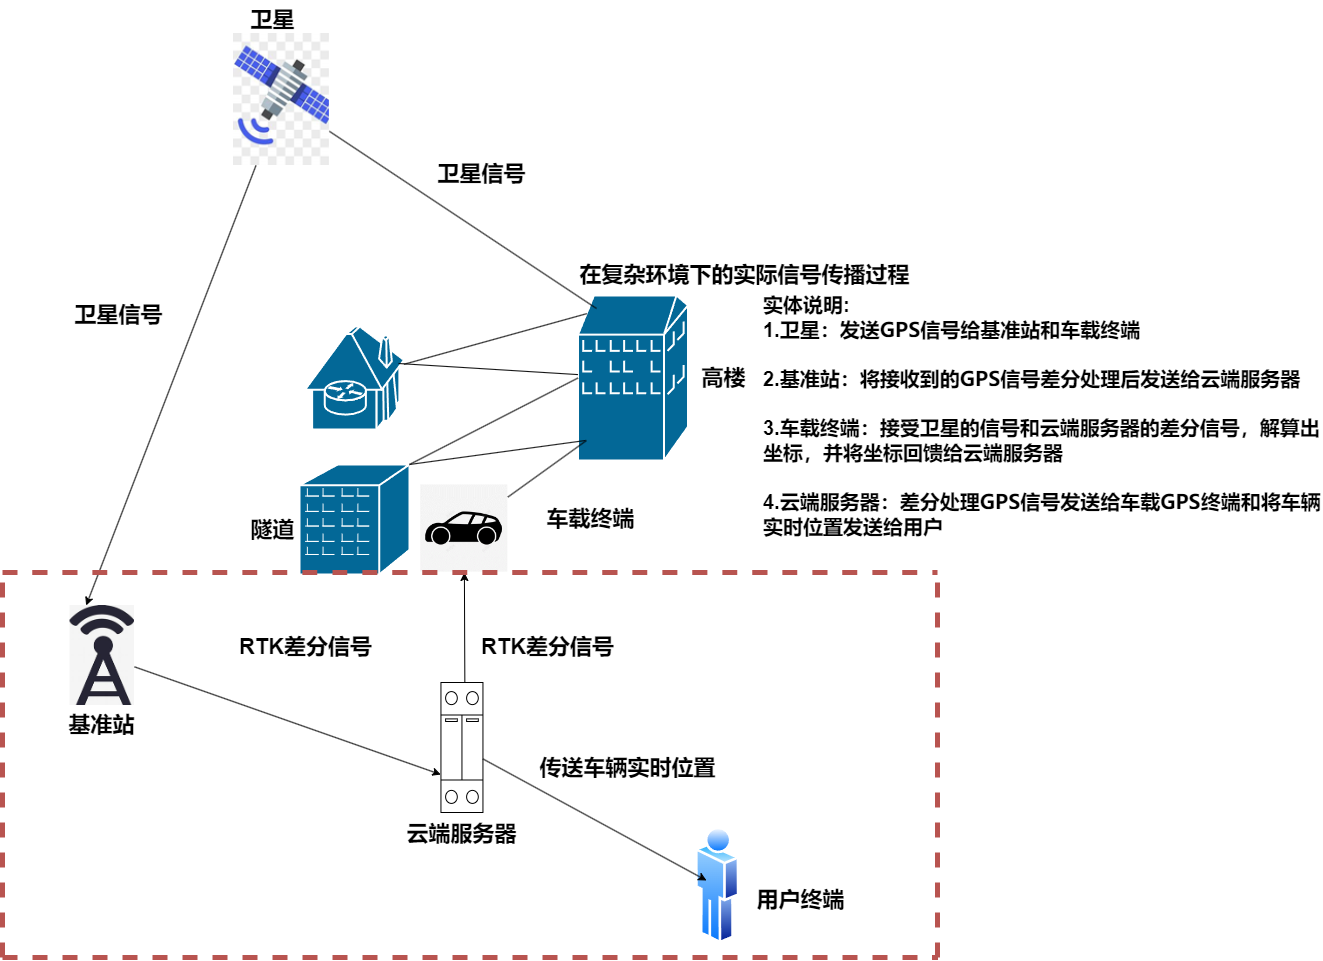 卫星
卫星信号
卫星信号
在复杂环境下的实际信号传播过程
实体说明:
1.卫星：发送GPS信号给基准站和车载终端
高楼
2.基准站：将接收到的GPS信号差分处理后发送给云端服务器
3.车载终端：接受卫星的信号和云端服务器的差分信号，解算出
坐标，并将坐标回馈给云端服务器
4.云端服务器：差分处理GPS信号发送给车载GPS终端和将车辆
实时位置发送给用户
隧道
车载终端
RTK差分信号
RTK差分信号
基准站
传送车辆实时位置
云端服务器
用户终端